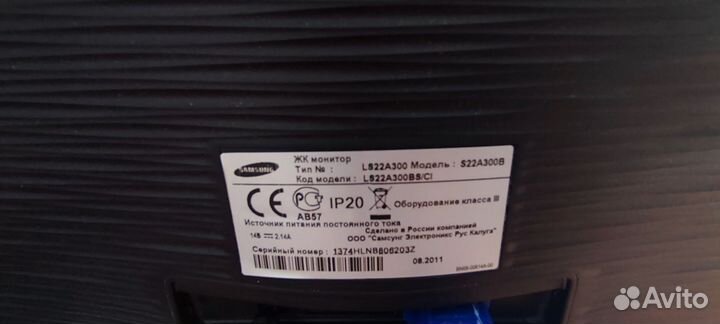 SAMSUNG
ЖК монитор
Тип № : LS22A300 Модель : S22A300B
Код модели : LS22A300BS/CI
CE РСТ IP20 Оборудование класса III
АВ57
Источник питания постоянного тока
14В 2,14А
Сделано в России компанией
ООО "Самсунг Электроникс Рус Калуга"
Серийный номер : 1374HLNB806203Z
08.2011
Avito